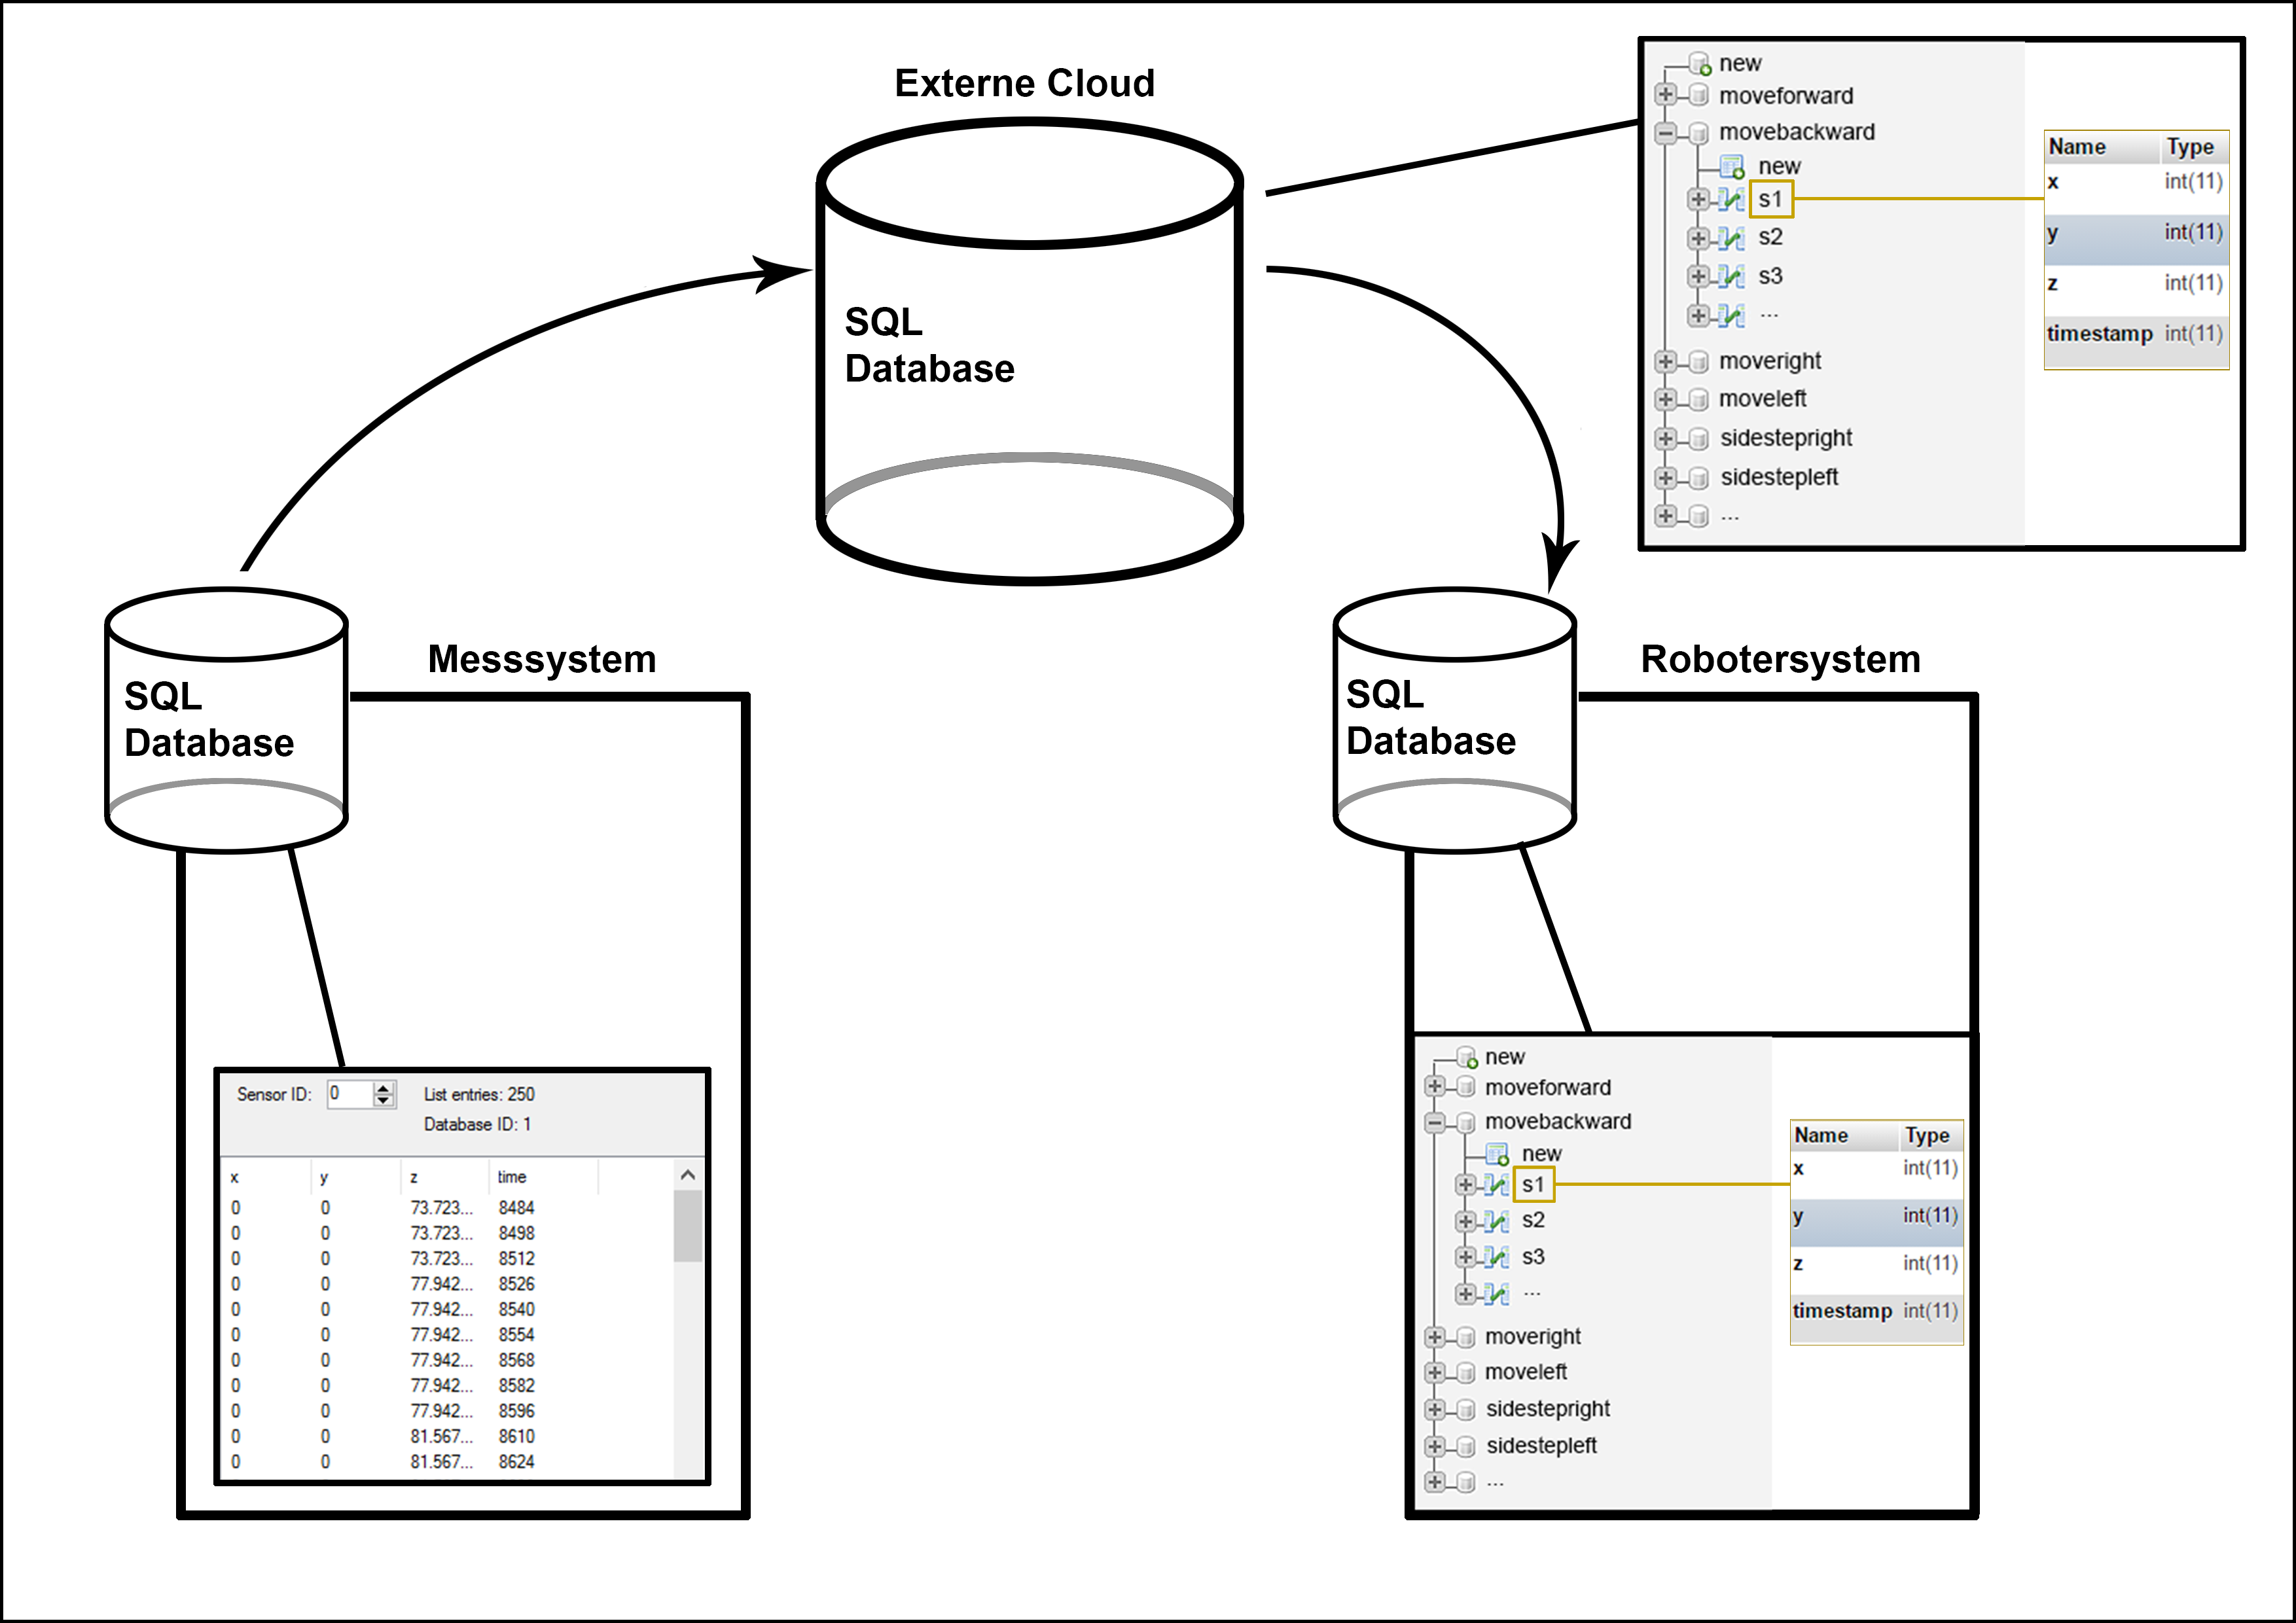 Externe Cloud
SQL
Database
new
moveforward
movebackward
new
s1
s2
s3
...
moveright
moveleft
sidestepright
sidestepleft
...
Name Type
x int(11)
y int(11)
z int(11)
timestamp int(11)
Messsystem
SQL
Database
Sensor ID: 0 List entries: 250
Database ID: 1
x y z time
0 0 73.723... 8484
0 0 73.723... 8498
0 0 73.723... 8512
0 0 77.942... 8526
0 0 77.942... 8540
0 0 77.942... 8554
0 0 77.942... 8568
0 0 77.942... 8582
0 0 77.942... 8596
0 0 81.567... 8610
0 0 81.567... 8624
Robotersystem
SQL
Database
new
moveforward
movebackward
new
s1
s2
s3
...
moveright
moveleft
sidestepright
sidestepleft
...
Name Type
x int(11)
y int(11)
z int(11)
timestamp int(11)